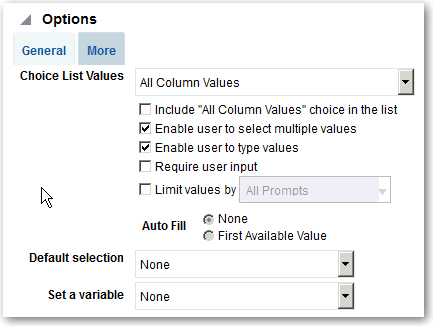 Options
General More
Choice List Values All Column Values
Include "All Column Values" choice in the list
Enable user to select multiple values
Enable user to type values
Require user input
Limit values by All Prompts
Auto Fill None
First Available Value
Default selection None
Set a variable None